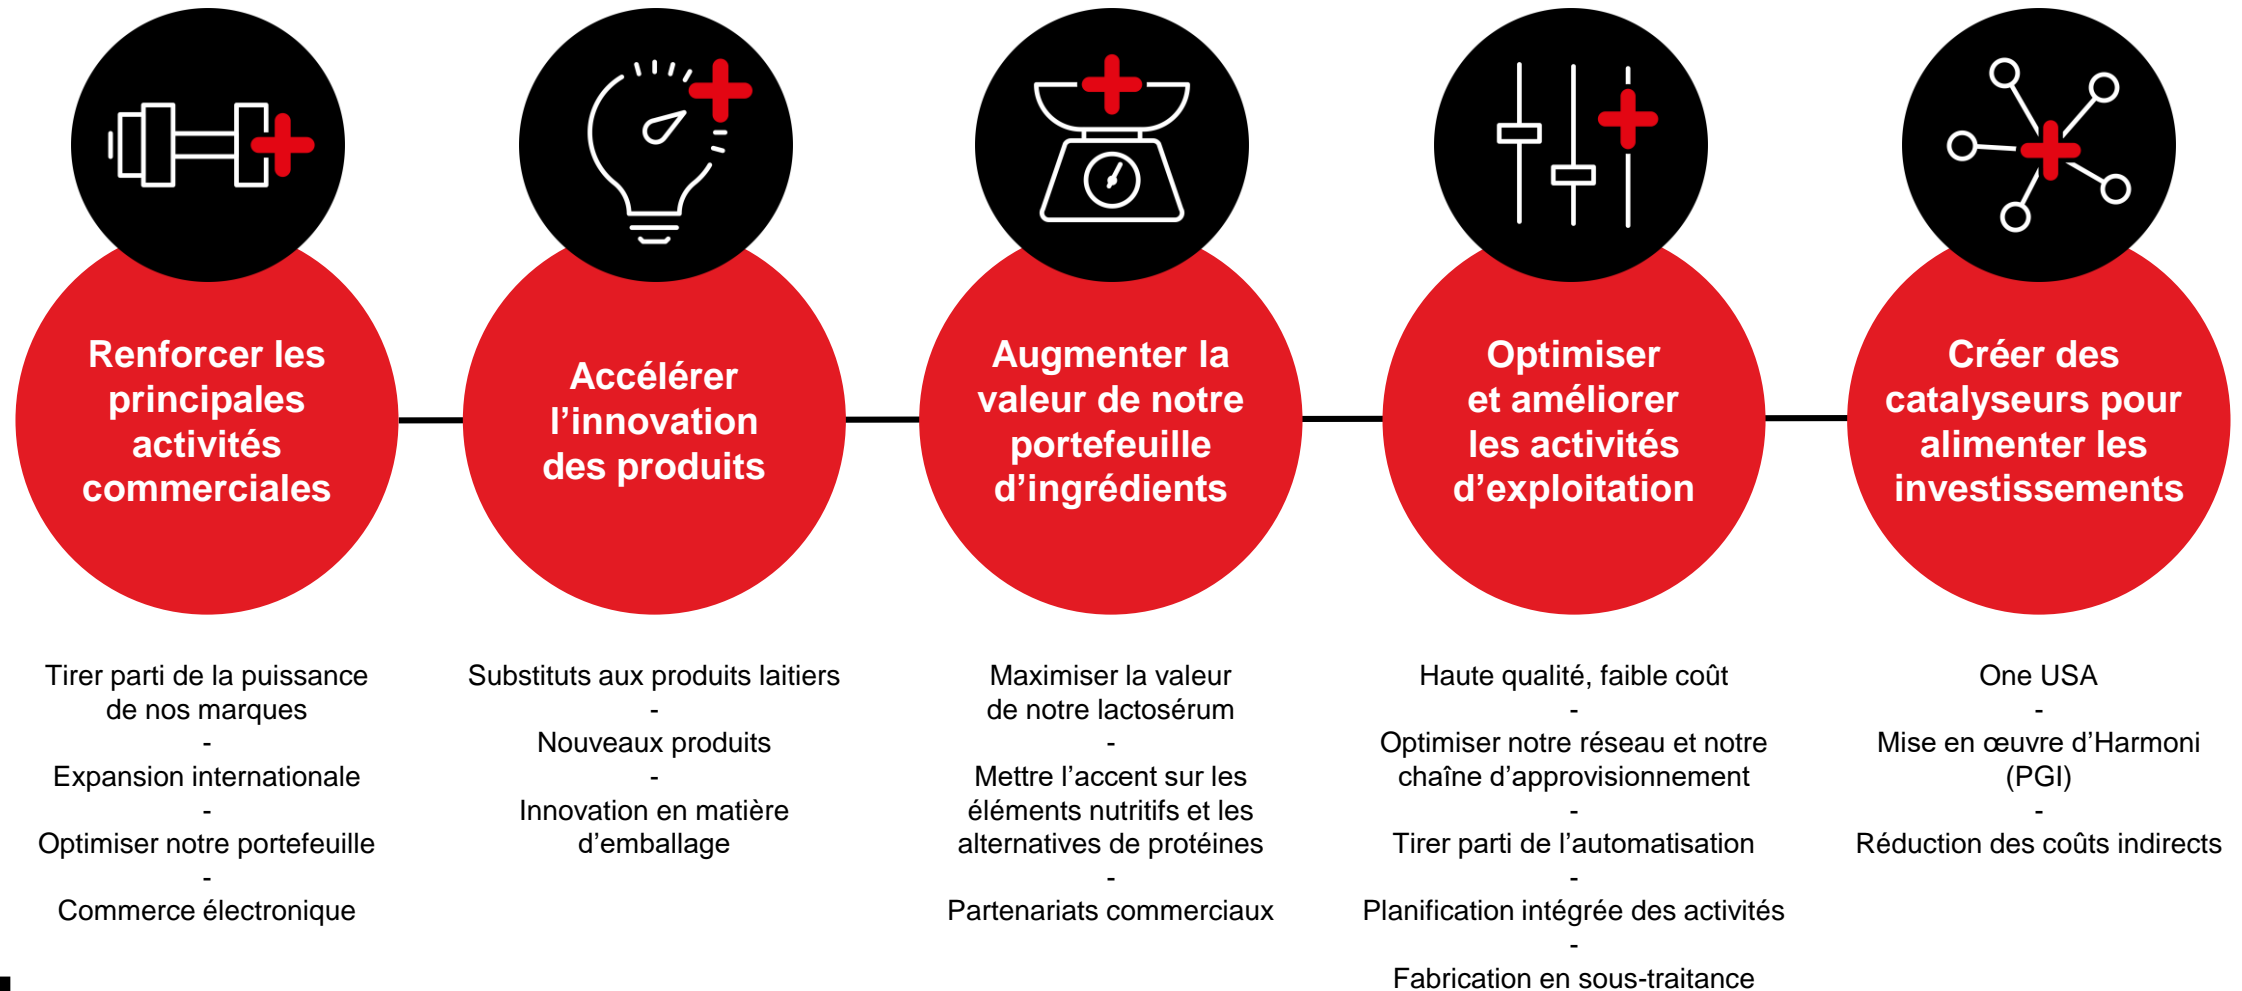 Renforcer les
principales
activités
commerciales
Accélérer
l’innovation
des produits
Augmenter la
valeur de notre
portefeuille
d’ingrédients
Optimiser
et améliorer
les activités
d’exploitation
Créer des
catalyseurs pour
alimenter les
investissements
Tirer parti de la puissance
de nos marques
-
Expansion internationale
-
Optimiser notre portefeuille
-
Commerce électronique
Substituts aux produits laitiers
-
Nouveaux produits
-
Innovation en matière
d’emballage
Maximiser la valeur
de notre lactosérum
-
Mettre l’accent sur les
éléments nutritifs et les
alternatives de protéines
-
Partenariats commerciaux
Haute qualité, faible coût
-
Optimiser notre réseau et notre
chaîne d’approvisionnement
-
Tirer parti de l’automatisation
-
Planification intégrée des activités
-
Fabrication en sous-traitance
One USA
-
Mise en œuvre d’Harmoni
(PGI)
-
Réduction des coûts indirects